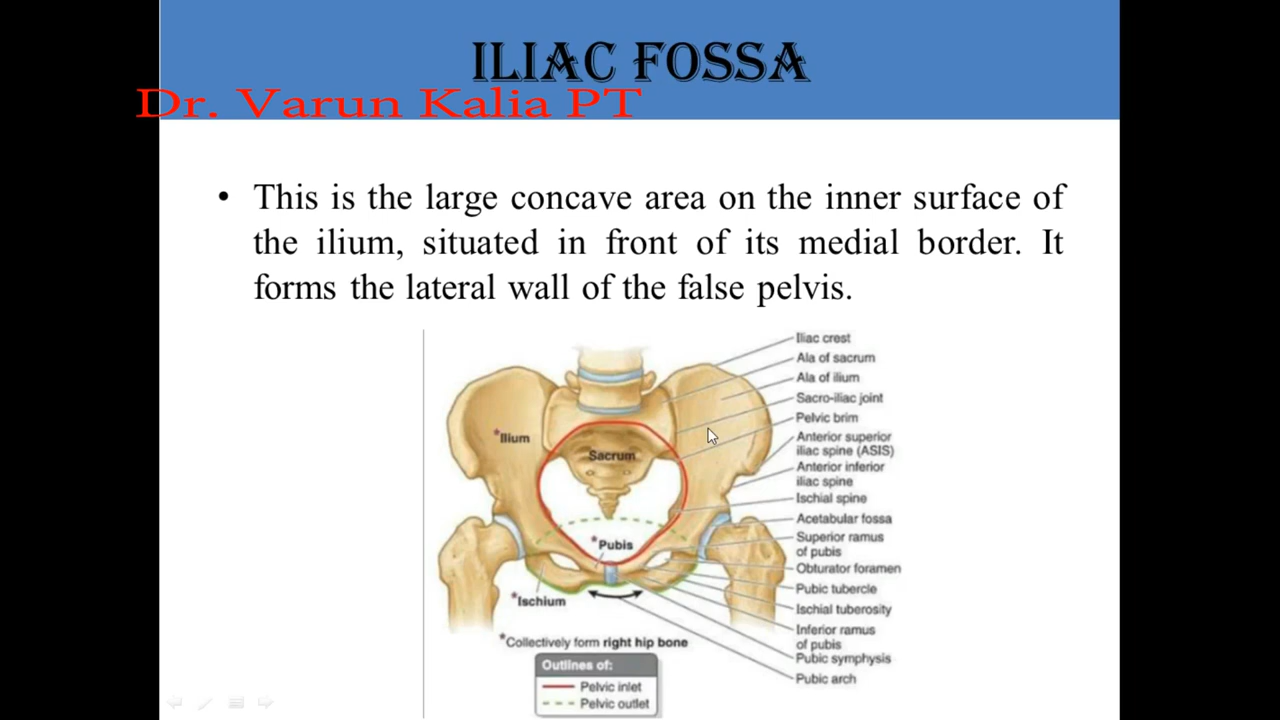 ILIAC FOSSA
Dr. Varun Kalia PT
• This is the large concave area on the inner surface of
the ilium, situated in front of its medial border. It
forms the lateral wall of the false pelvis.
Iliac crest
Ala of sacrum
Ala of ilium
Sacro-iliac joint
Pelvic brim
Anterior superior
iliac spine (ASIS)
Anterior inferior
iliac spine
Ischial spine
Acetabular fossa
Superior ramus
of pubis
Obturator foramen
Pubic tubercle
Ischial tuberosity
Inferior ramus
of pubis
Pubic symphysis
Pubic arch
*Ilium
Sacrum
*Pubis
*Ischium
*Collectively form right hip bone
Outlines of:
Pelvic inlet
Pelvic outlet